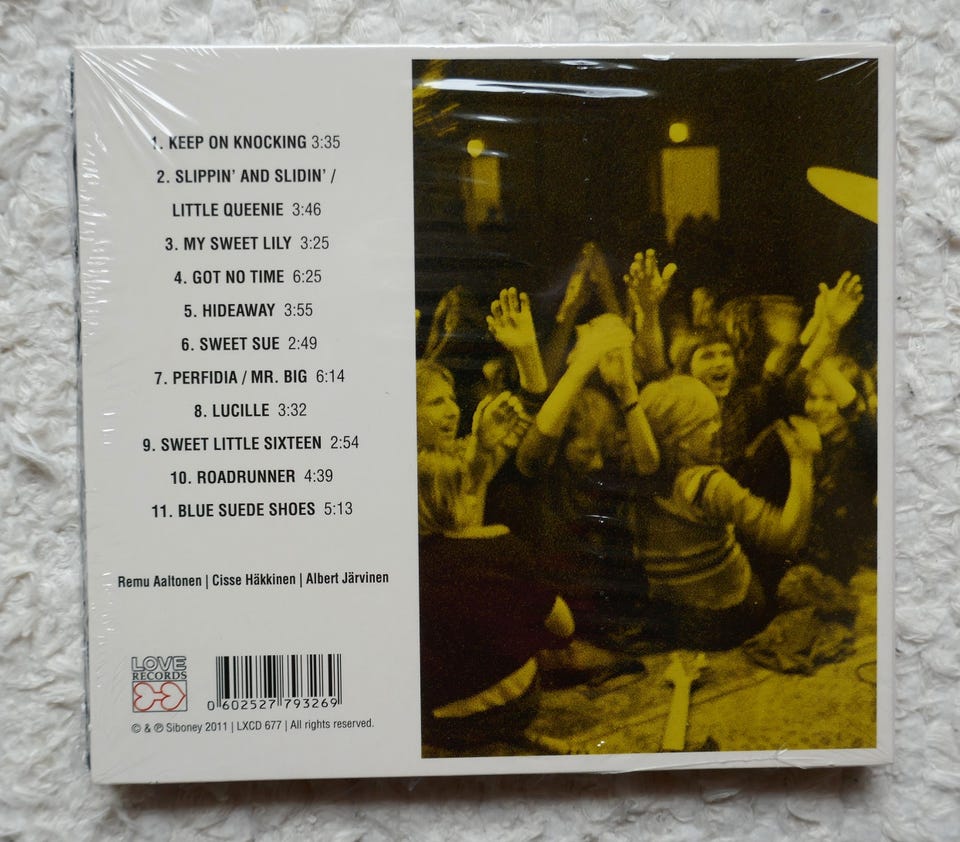 1. KEEP ON KNOCKING 3:35
2. SLIPPIN' AND SLIDIN' /
LITTLE QUEENIE 3:46
3. MY SWEET LILY 3:25
4. GOT NO TIME 6:25
5. HIDEAWAY 3:55
6. SWEET SUE 2:49
7. PERFIDIA / MR. BIG 6:14
8. LUCILLE 3:32
9. SWEET LITTLE SIXTEEN 2:54
10. ROADRUNNER 4:39
11. BLUE SUEDE SHOES 5:13
Remu Aaltonen | Cisse Häkkinen | Albert Järvinen
LOVE
RECORDS
0 602527 793269
© & ℗ Siboney 2011 | LXCD 677 | All rights reserved.